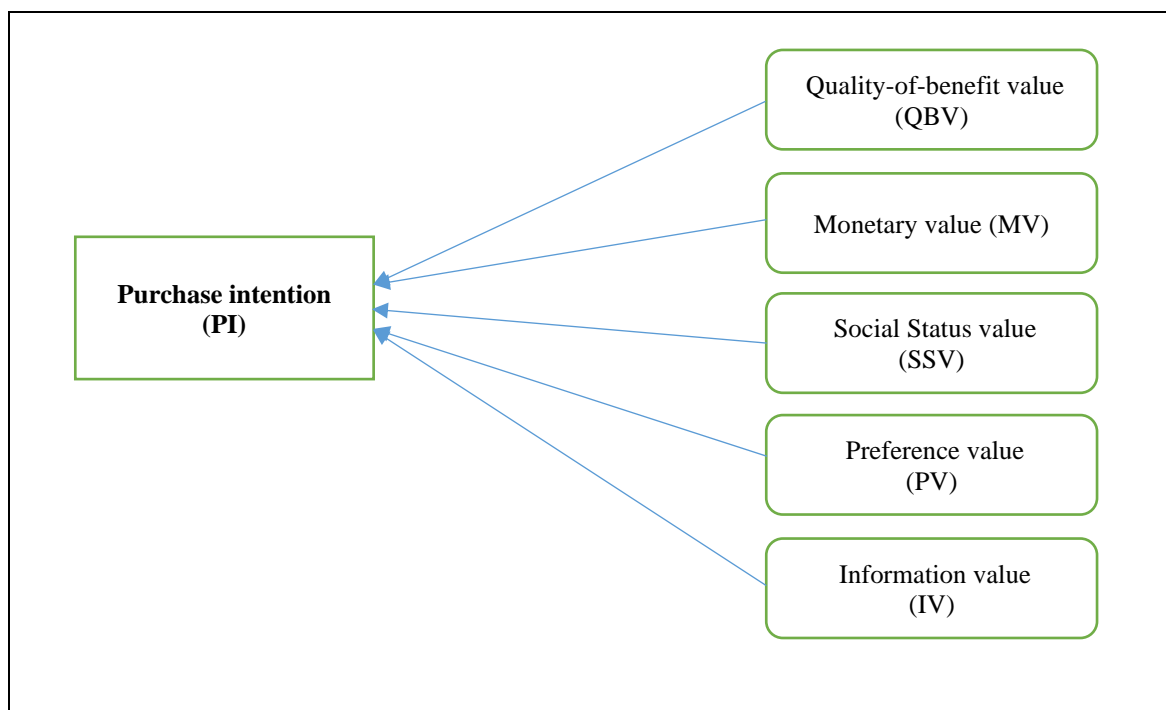 Quality-of-benefit value
(QBV)
Monetary value (MV)
Purchase intention
(PI)
Social Status value
(SSV)
Preference value
(PV)
Information value
(IV)